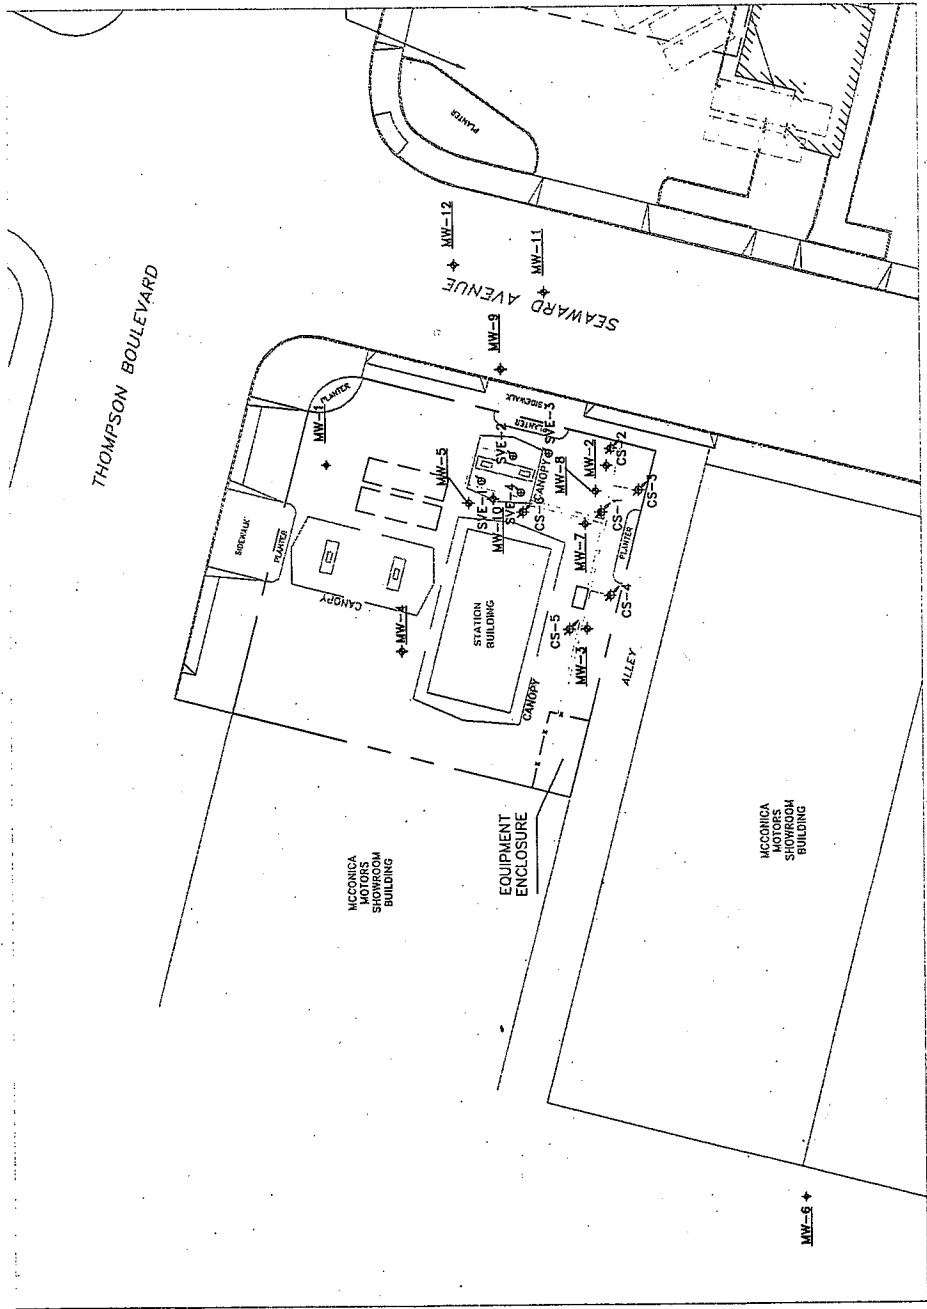 THOMPSON BOULEVARD
PLANTER
MW-12
MW-11
SEAWARD AVENUE
MW-9
PLANTER
MW-1
SIDEWALK
PLANTER
SIDEWALK
PLANTER
SVE-3
SVE-2
CANOPY
MW-5
SVE-1
MW-10
SVE-4
CS-6
MW-8
MW-2
CS-2
CS-3
CS-1
MW-7
PLANTER
CANOPY
MW-4
STATION
BUILDING
CS-5
CS-4
MW-3
ALLEY
CANOPY
EQUIPMENT
ENCLOSURE
MCCONICA
MOTORS
SHOWROOM
BUILDING
MCCONICA
MOTORS
SHOWROOM
BUILDING
MW-6